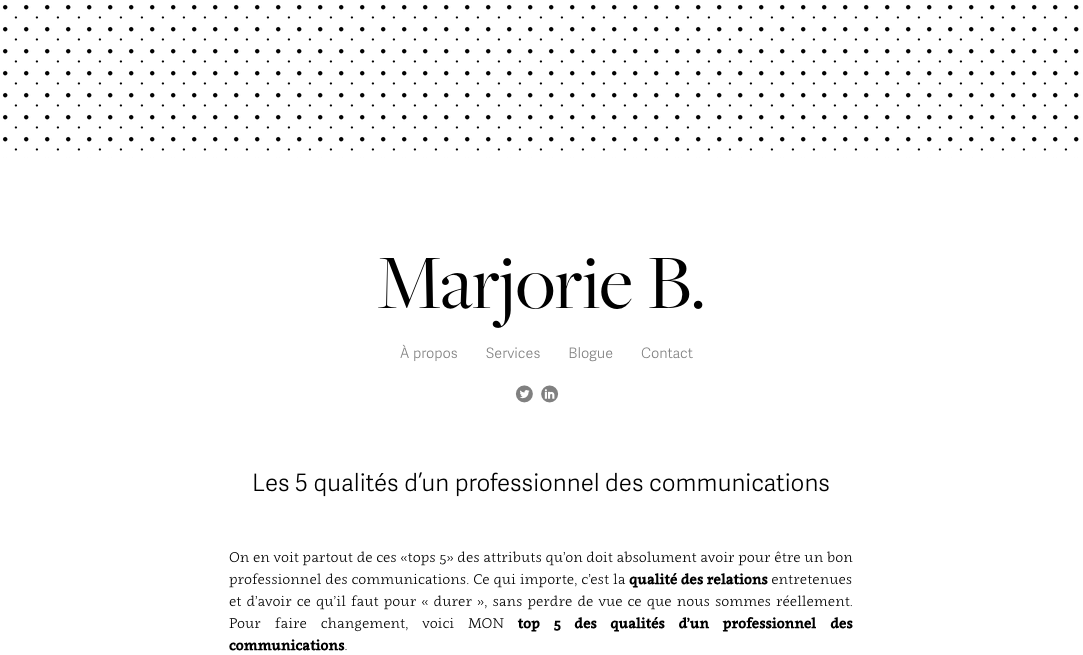 Marjorie B.
À propos Services Blogue Contact
Les 5 qualités d’un professionnel des communications
On en voit partout de ces «tops 5» des attributs qu’on doit absolument avoir pour être un bon
professionnel des communications. Ce qui importe, c’est la qualité des relations entretenues
et d’avoir ce qu’il faut pour « durer », sans perdre de vue ce que nous sommes réellement.
Pour faire changement, voici MON top 5 des qualités d’un professionnel des
communications.